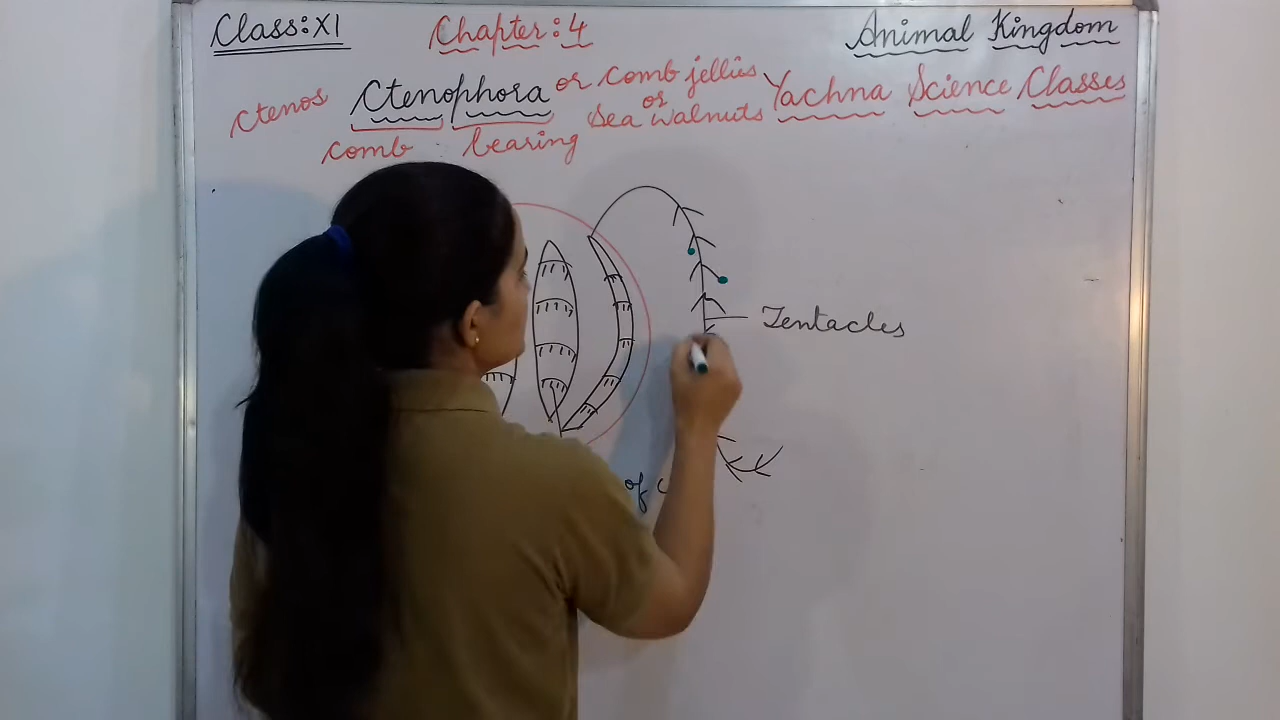 Class:XI Chapter:4 Animal Kingdom
ctenos Ctenophora or Comb jellies
or
Sea walnuts
Yachna Science Classes
comb : bearing
Tentacles
of